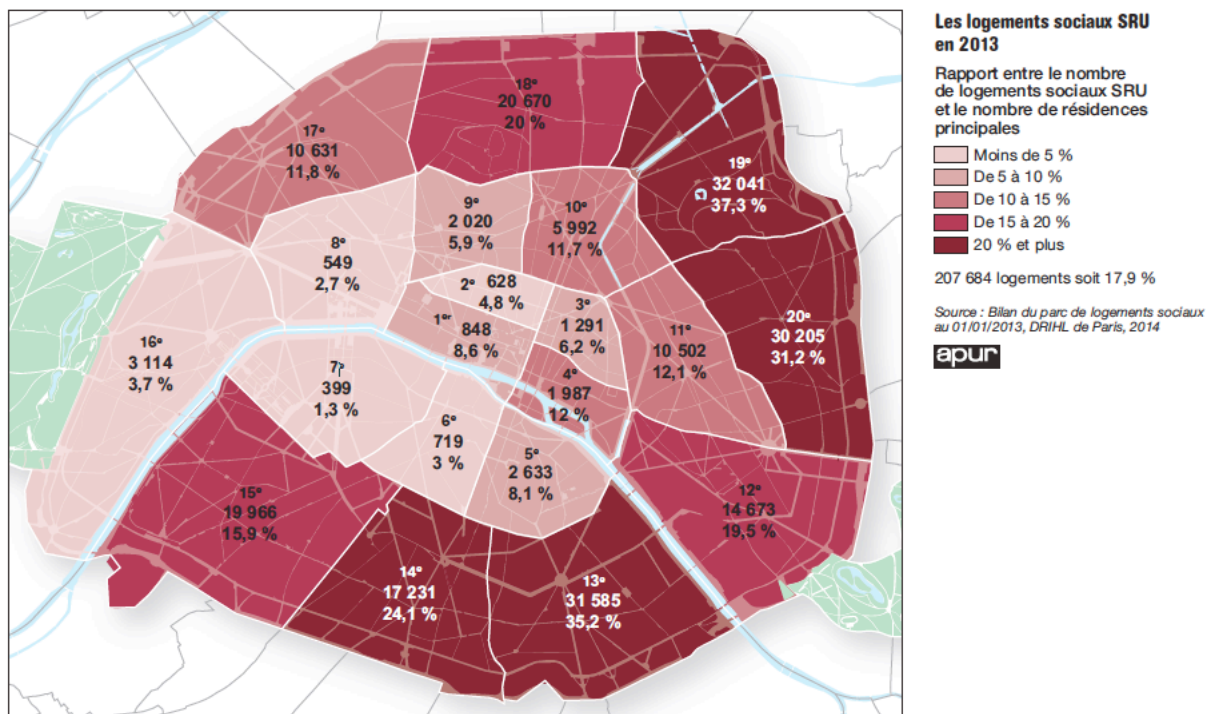 18e
20 670
20 %
17e
10 631
11,8 %
19e
32 041
37,3 %
9e
2 020
5,9 %
10e
5 992
11,7 %
8e
549
2,7 %
2e 628
4,8 %
3e
1 291
6,2 %
1er 848
8,6 %
11e
10 502
12,1 %
20e
30 205
31,2 %
16e
3 114
3,7 %
7e
399
1,3 %
4e
1 987
12 %
6e
719
3 %
5e
2 633
8,1 %
15e
19 966
15,9 %
12e
14 673
19,5 %
14e
17 231
24,1 %
13e
31 585
35,2 %
Les logements sociaux SRU
en 2013
Rapport entre le nombre
de logements sociaux SRU
et le nombre de résidences
principales
Moins de 5 %
De 5 à 10 %
De 10 à 15 %
De 15 à 20 %
20 % et plus
207 684 logements soit 17,9 %
Source : Bilan du parc de logements sociaux
au 01/01/2013, DRIHL de Paris, 2014
apur